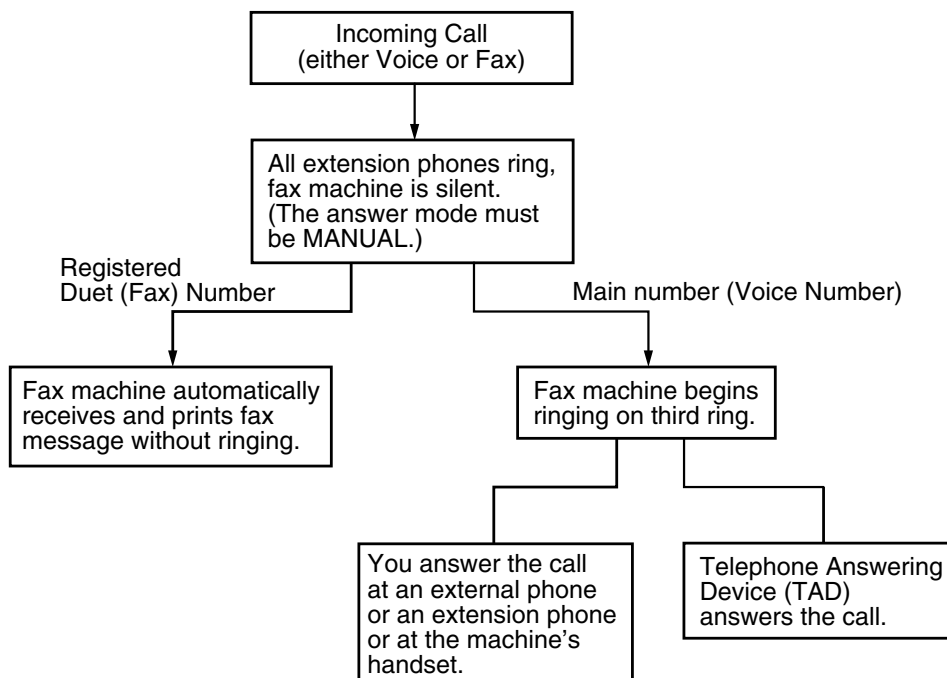 Incoming Call
(either Voice or Fax)
All extension phones ring,
fax machine is silent.
(The answer mode must
be MANUAL.)
Registered
Duet (Fax) Number
Main number (Voice Number)
Fax machine automatically
receives and prints fax
message without ringing.
Fax machine begins
ringing on third ring.
You answer the call
at an external phone
or an extension phone
or at the machine’s
handset.
Telephone Answering
Device (TAD)
answers the call.